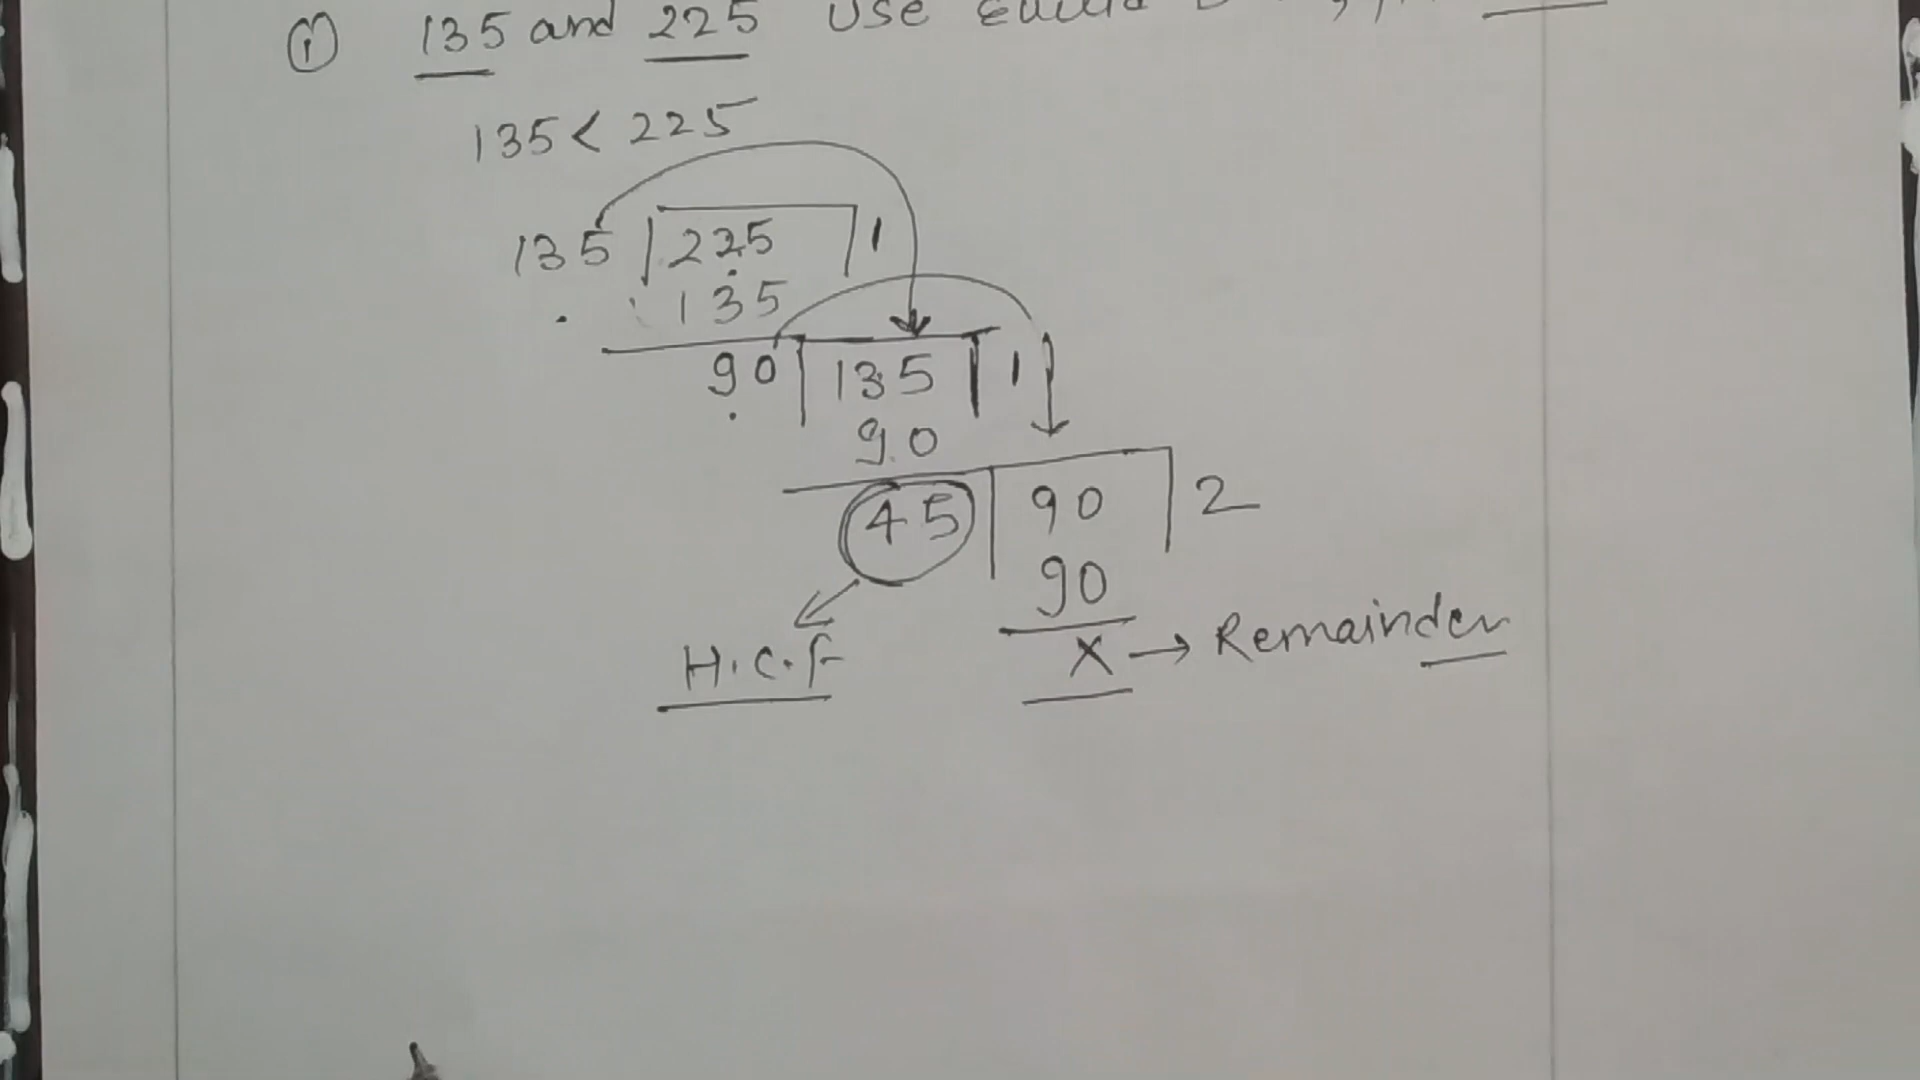 ① 135 and 225 Use
135 < 225
135 225 1
135
90 135 1
90
45 90 2
90
H.C.F X → Remainder